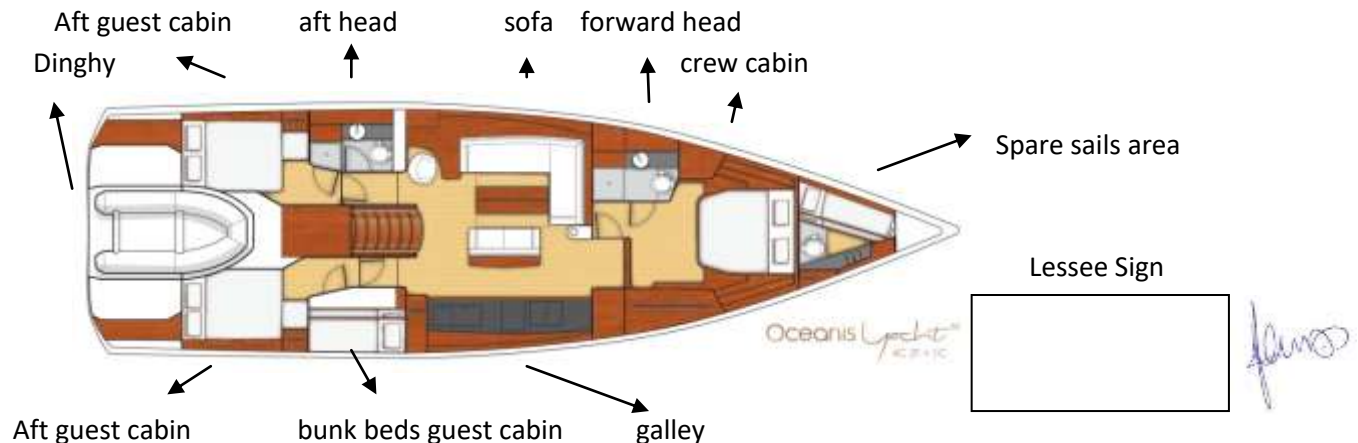 Aft guest cabin aft head sofa forward head
Dinghy crew cabin
Spare sails area
Lessee Sign
Oceanis Yacht
Aft guest cabin bunk beds guest cabin galley